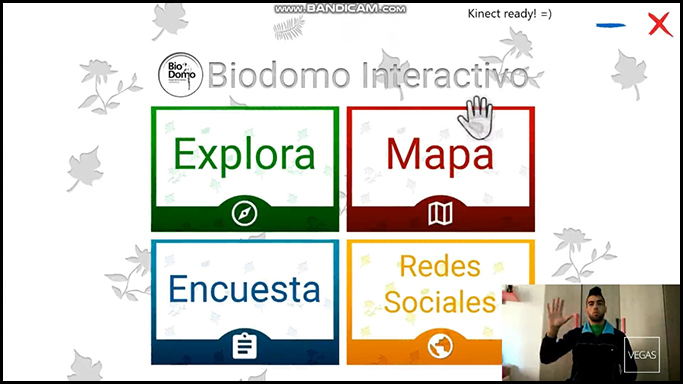 www.BANDICAM.com
Kinect ready! =)
Bio
Domo
Biodomo Interactivo
Explora
Mapa
Encuesta
Redes
Sociales
VEGAS